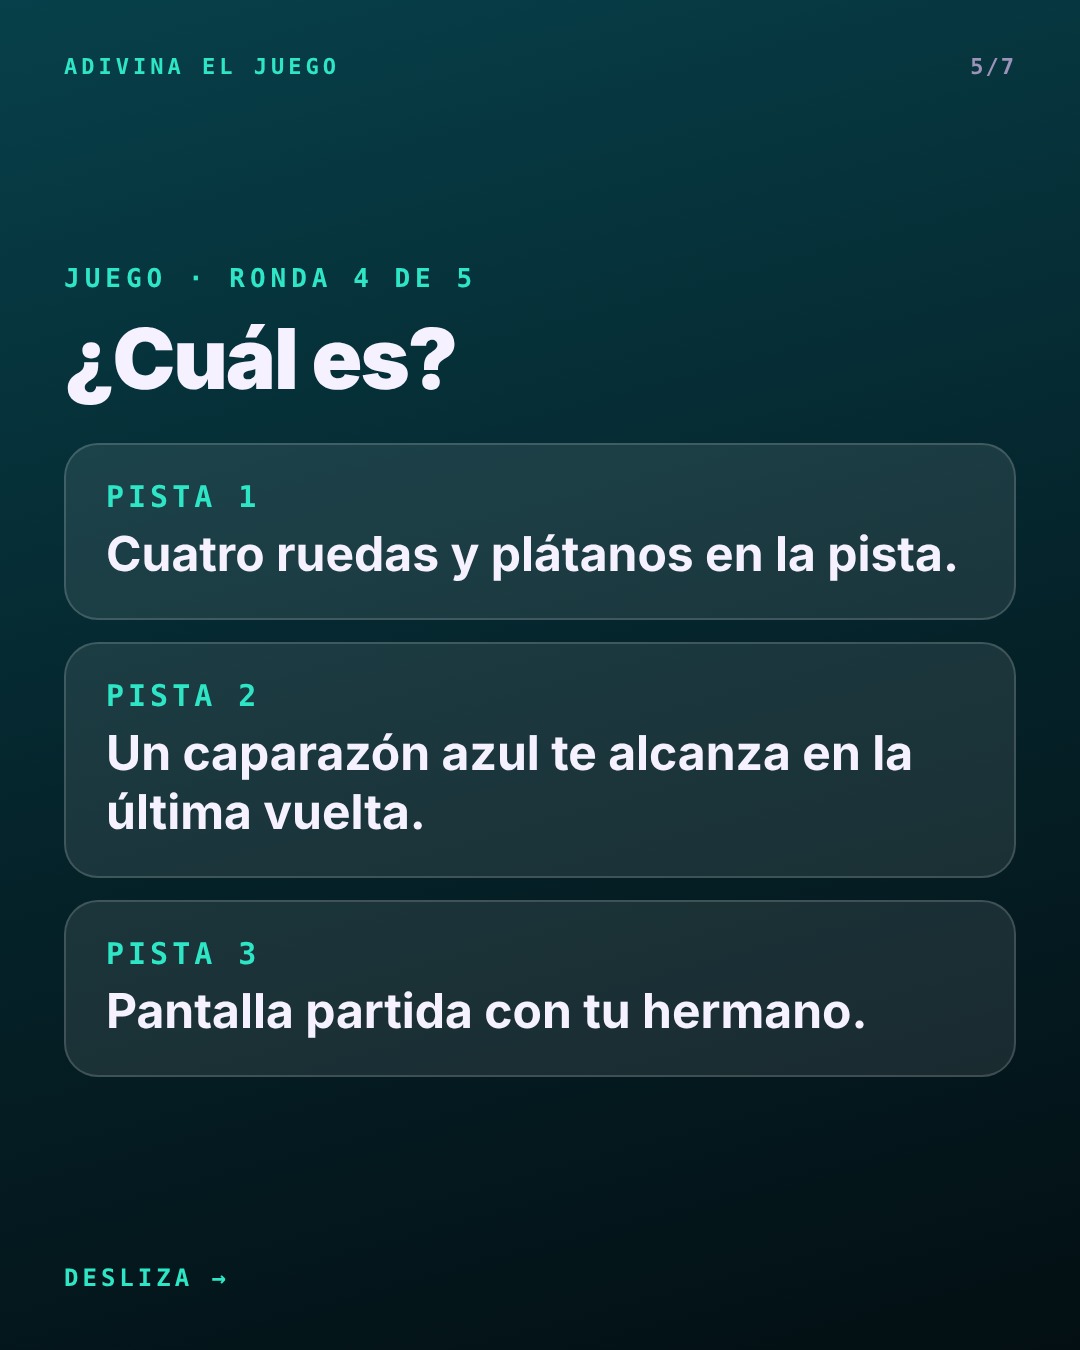 ADIVINA EL JUEGO
5/7
JUEGO · RONDA 4 DE 5
¿Cuál es?
PISTA 1
Cuatro ruedas y plátanos en la pista.
PISTA 2
Un caparazón azul te alcanza en la
última vuelta.
PISTA 3
Pantalla partida con tu hermano.
DESLIZA →